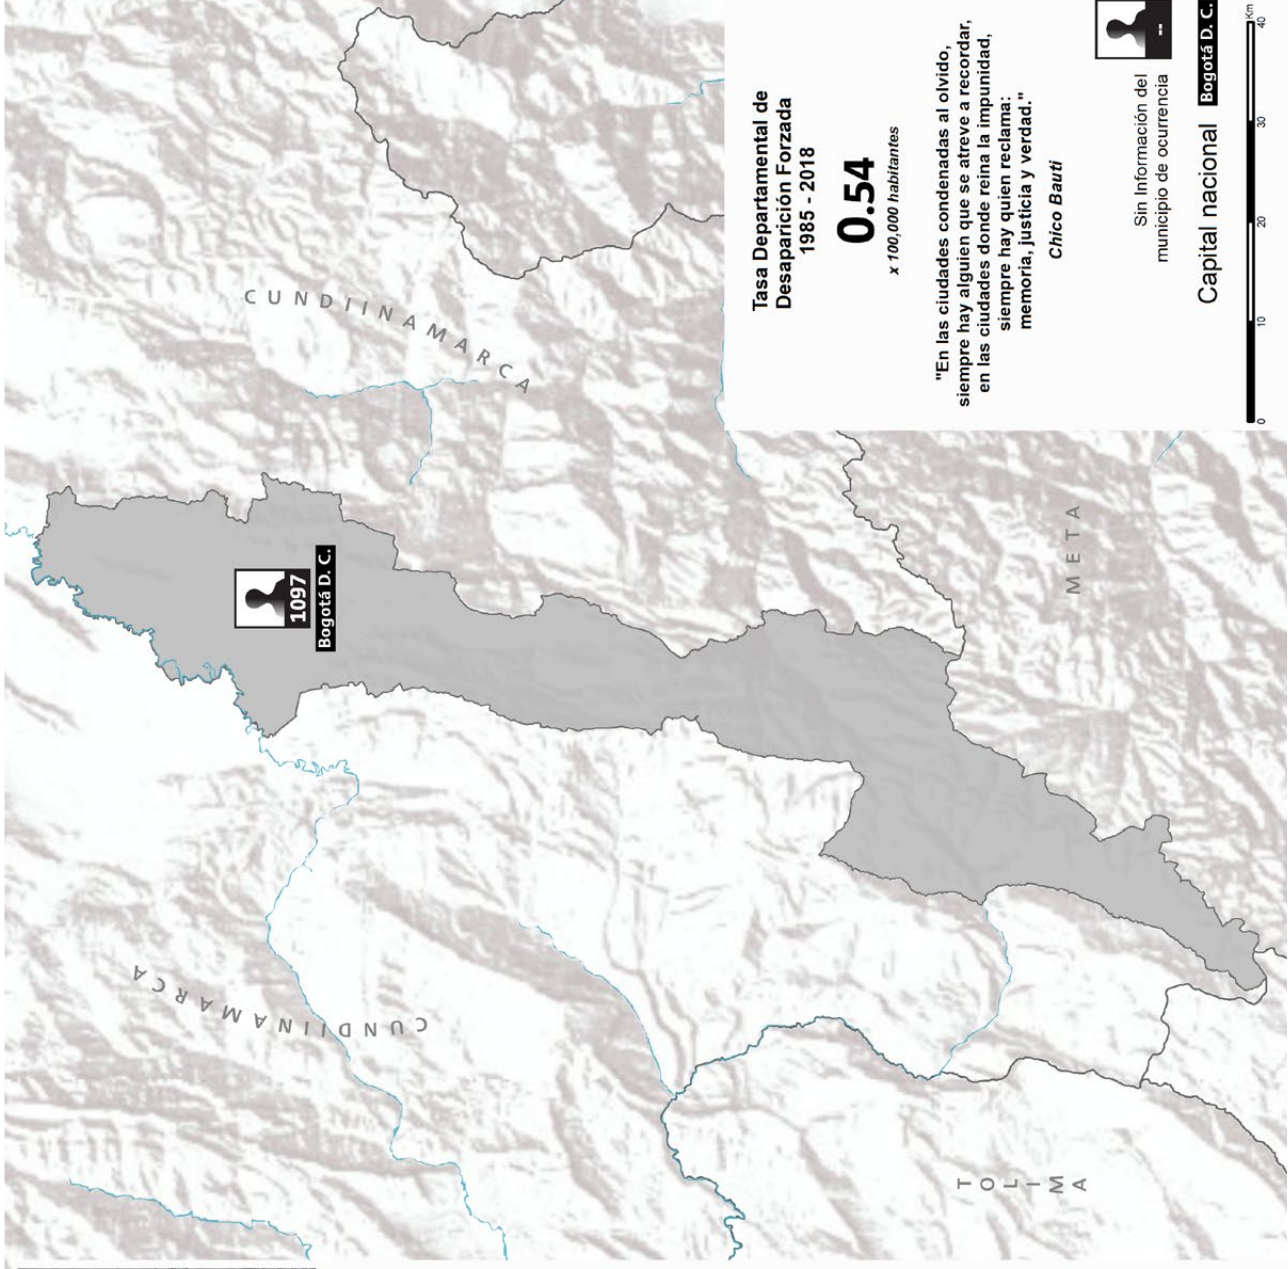 CUNDIINAMARCA
1097
Bogotá D. C.
CUNDIINAMARCA
META
TOLIMA
Tasa Departamental de
Desaparición Forzada
1985 - 2018
0.54
x 100,000 habitantes
"En las ciudades condenadas al olvido,
siempre hay alguien que se atreve a recordar,
en las ciudades donde reina la impunidad,
siempre hay quien reclama:
memoria, justicia y verdad."
Chico Bauti
Sin Información del
municipio de ocurrencia
--
Capital nacional Bogotá D. C.
0 10 20 30 40 Km